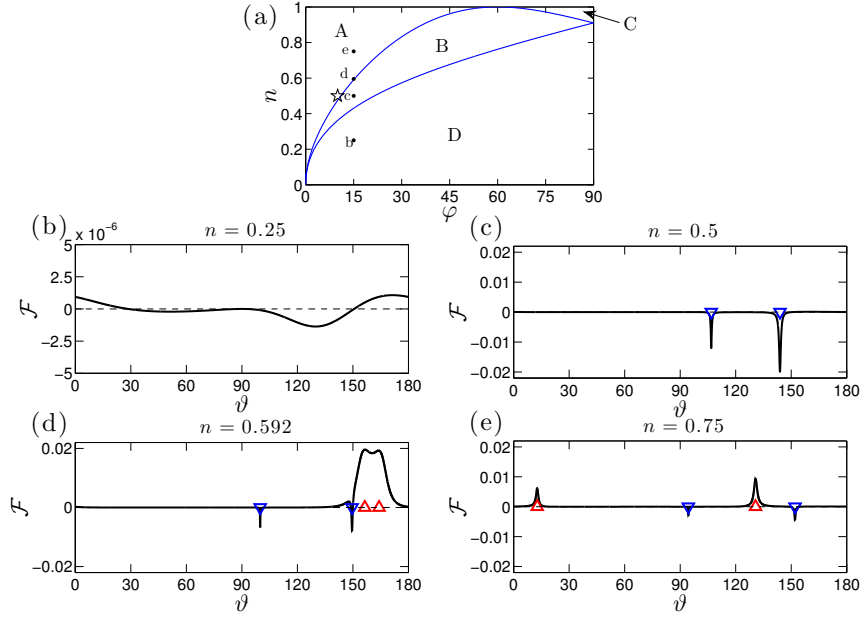 (a)
A
B
C
D
e
d
c
b
n
1
0.8
0.6
0.4
0.2
0
0 15 30 45 60 75 90
φ
(b)
n = 0.25
5 × 10⁻⁶
2.5
0
−2.5
−5
F
0 30 60 90 120 150 180
ϑ
(c)
n = 0.5
0.02
0.01
0
−0.01
−0.02
F
0 30 60 90 120 150 180
ϑ
(d)
n = 0.592
0.02
0
−0.02
F
0 30 60 90 120 150 180
ϑ
(e)
n = 0.75
0.02
0.01
0
−0.01
−0.02
F
0 30 60 90 120 150 180
ϑ